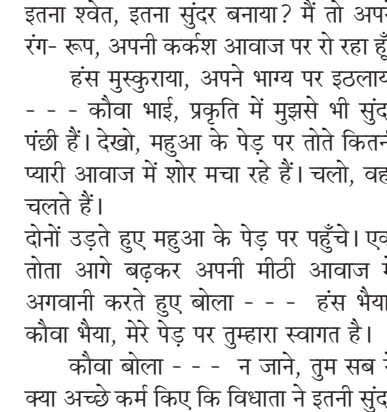 इतना श्वेत, इतना सुंदर बनाया? मैं तो अपन
रंग- रूप, अपनी कर्कश आवाज पर रो रहा हूँ
हंस मुस्कुराया, अपने भाग्य पर इठलाय
- - - कौवा भाई, प्रकृति में मुझसे भी सुंद
पंछी हैं। देखो, महुआ के पेड़ पर तोते कितन
प्यारी आवाज में शोर मचा रहे हैं। चलो, वह
चलते हैं।
दोनों उड़ते हुए महुआ के पेड़ पर पहुँचे। एव
तोता आगे बढ़कर अपनी मीठी आवाज म
अगवानी करते हुए बोला - - - हंस भैया
कौवा भैया, मेरे पेड़ पर तुम्हारा स्वागत है।
कौवा बोला - - - न जाने, तुम सब
क्या अच्छे कर्म किए कि विधाता ने इतनी सुंद